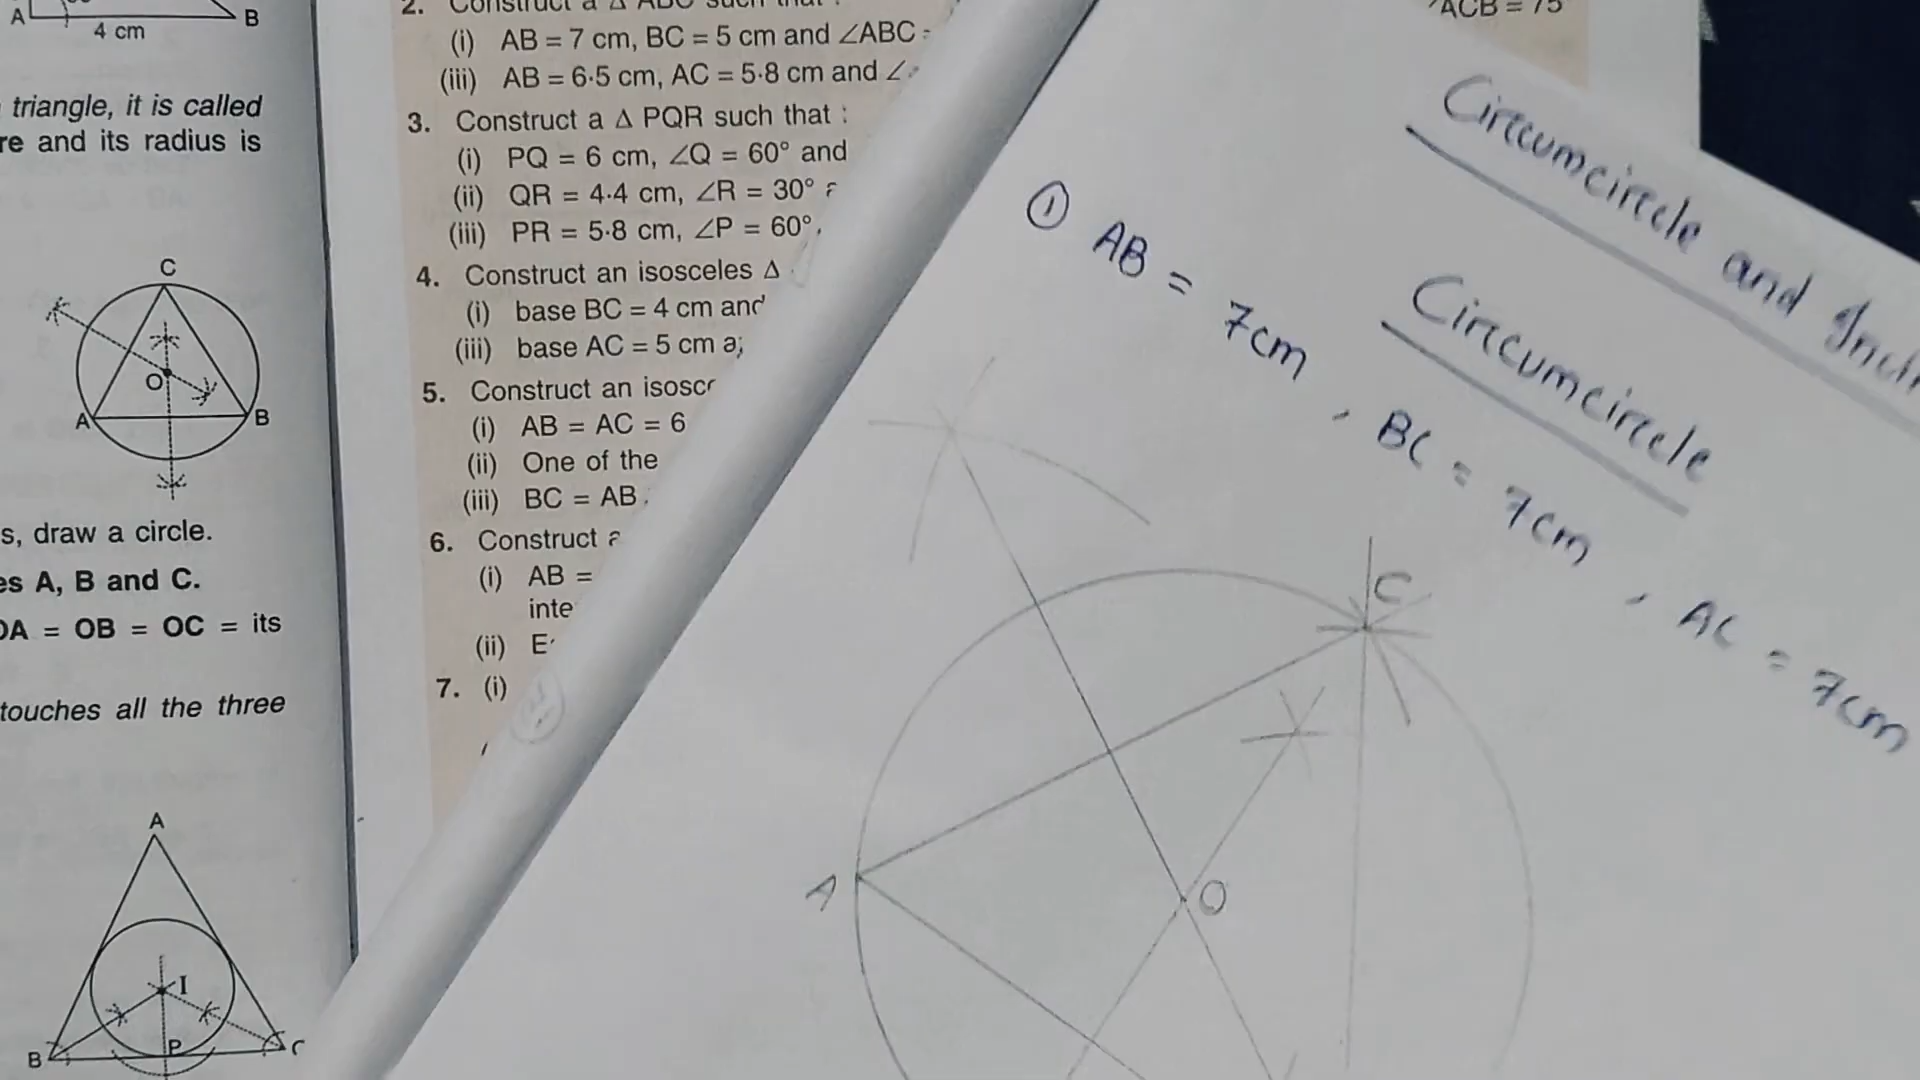 A
B
4 cm
triangle, it is called
and its radius is
C
O
A
B
draw a circle.
A, B and C.
= OB = OC = its
touches all the three
A
I
B
P
2. Construct a Δ ABC such that :
(i) AB = 7 cm, BC = 5 cm and ∠ABC =
(iii) AB = 6·5 cm, AC = 5·8 cm and ∠
3. Construct a Δ PQR such that :
(i) PQ = 6 cm, ∠Q = 60° and
(ii) QR = 4·4 cm, ∠R = 30°
(iii) PR = 5·8 cm, ∠P = 60°,
4. Construct an isosceles Δ
(i) base BC = 4 cm and
(iii) base AC = 5 cm
5. Construct an
(i) AB = AC = 6
(ii) One of the
(iii) BC = AB
6. Construct
(i) AB =
(ii)
7. (i)
ACB = 75
Circumcircle and
Circumcircle
① AB = 7cm , BC = 7cm , AC = 7cm
C
A
O